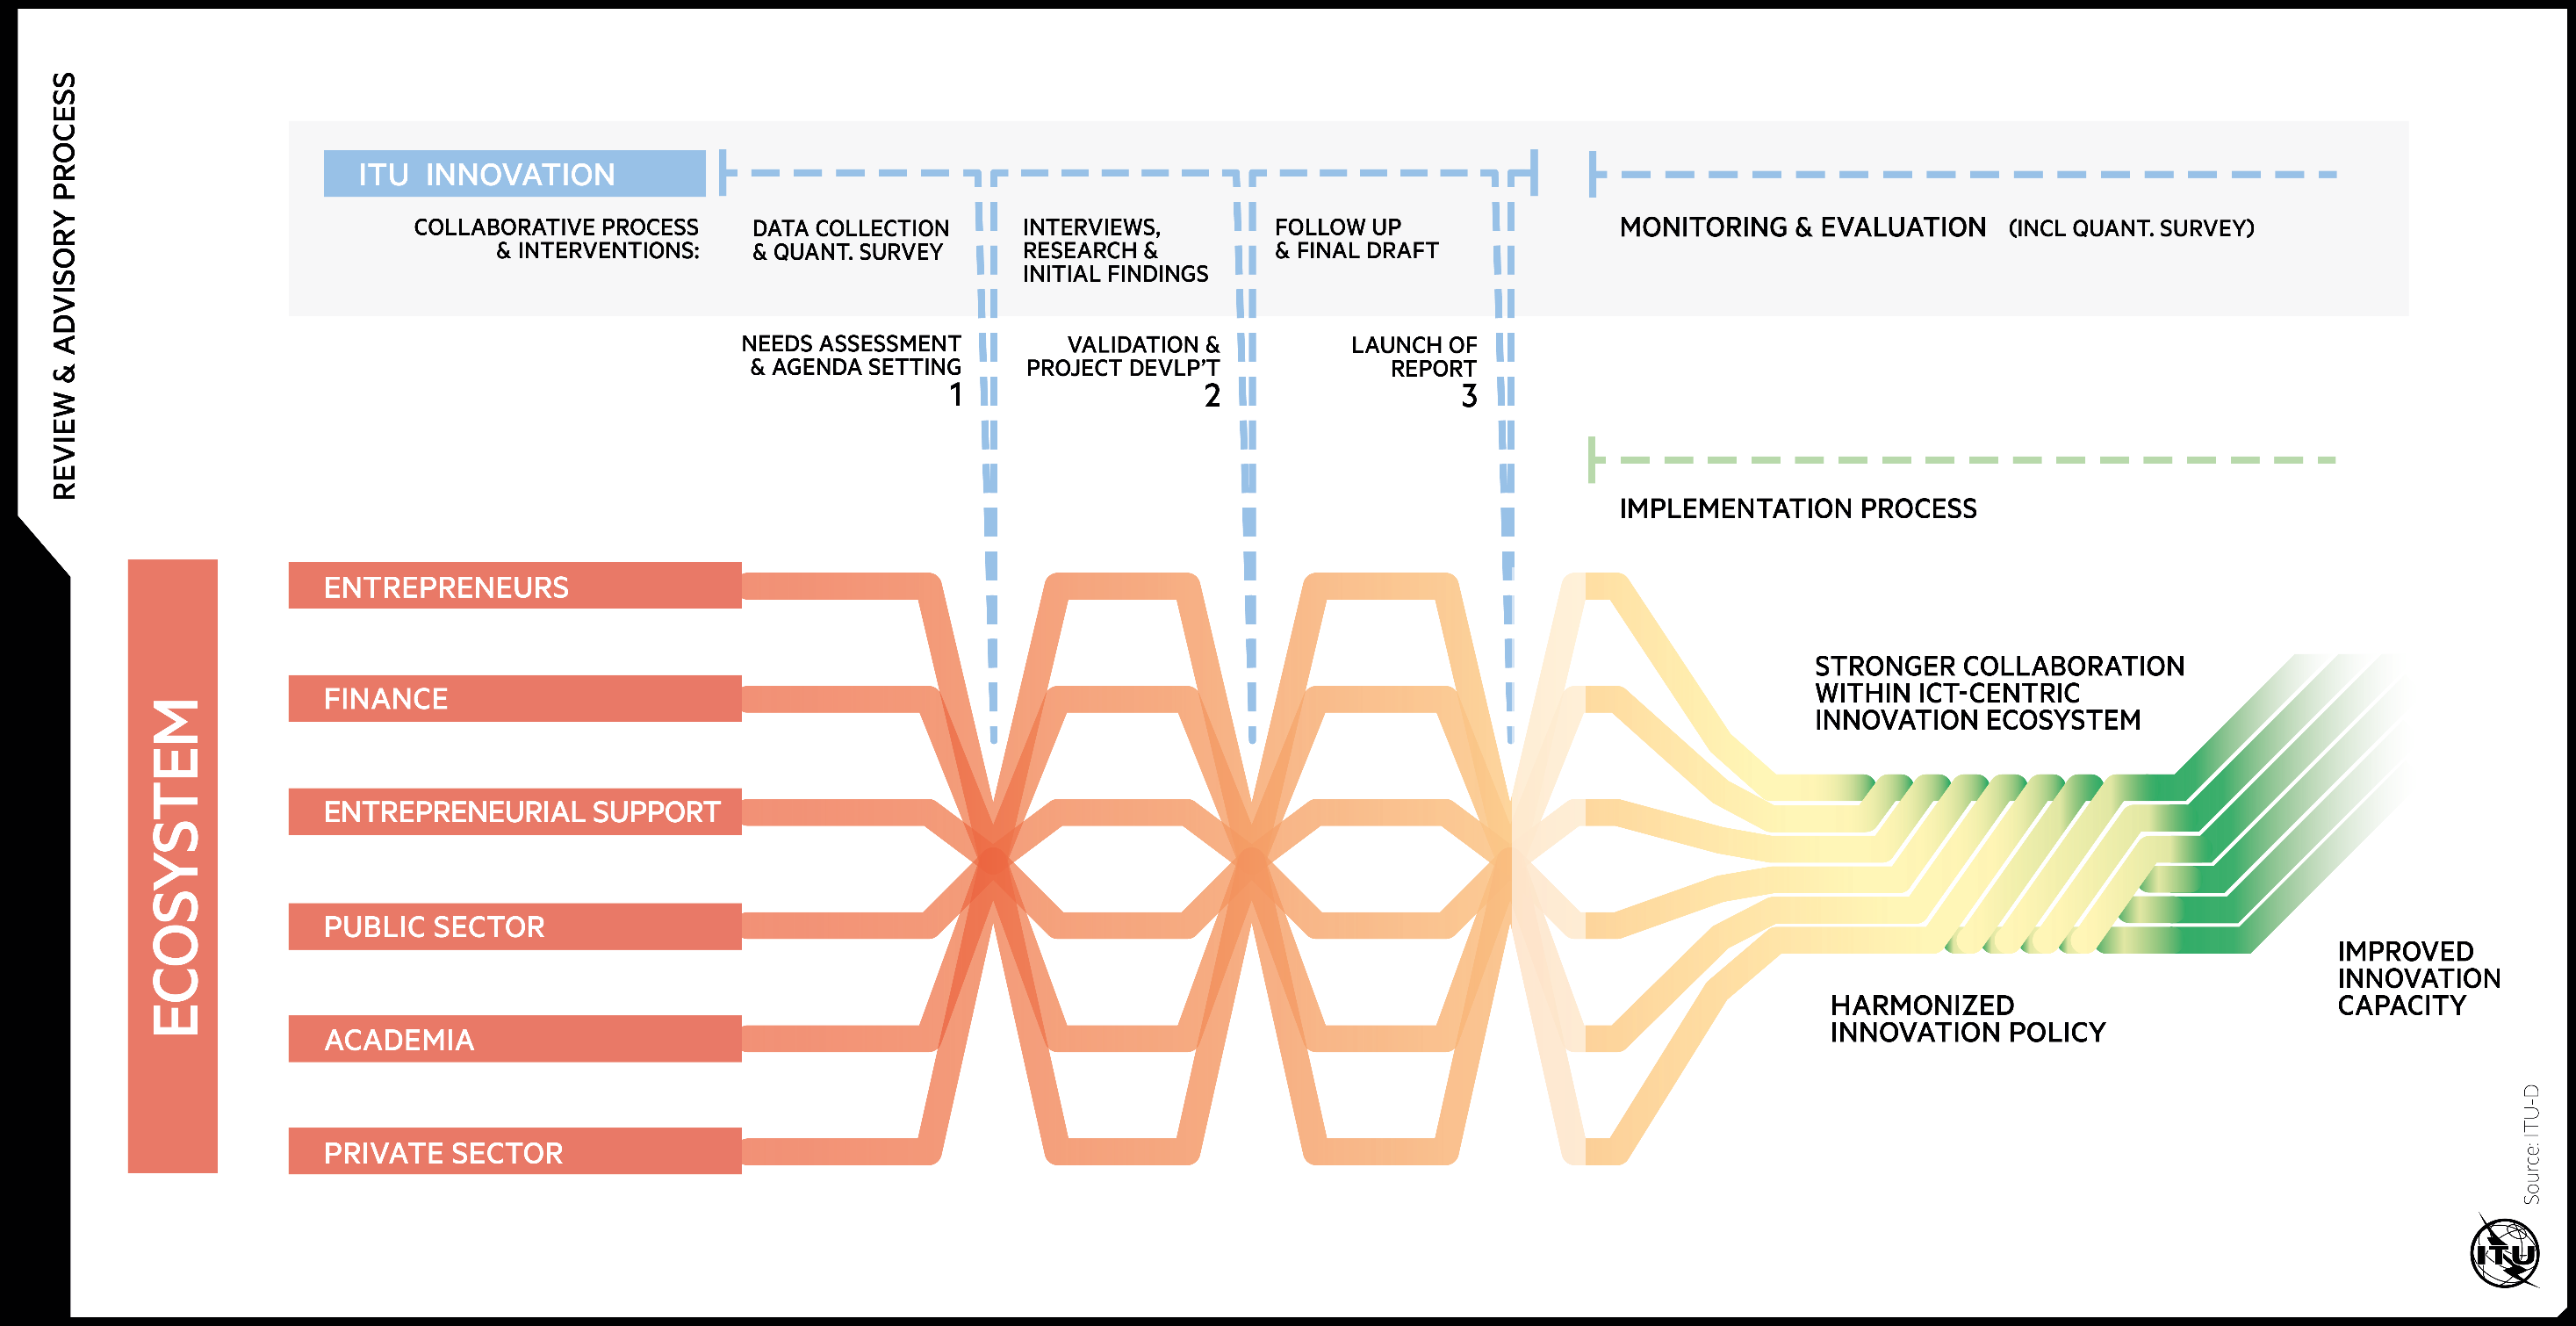 REVIEW & ADVISORY PROCESS
ITU INNOVATION
COLLABORATIVE PROCESS
& INTERVENTIONS:
DATA COLLECTION
& QUANT. SURVEY
INTERVIEWS,
RESEARCH &
INITIAL FINDINGS
FOLLOW UP
& FINAL DRAFT
MONITORING & EVALUATION (INCL QUANT. SURVEY)
NEEDS ASSESSMENT
& AGENDA SETTING
1
VALIDATION &
PROJECT DEVLP'T
2
LAUNCH OF
REPORT
3
IMPLEMENTATION PROCESS
ECOSYSTEM
ENTREPRENEURS
FINANCE
ENTREPRENEURIAL SUPPORT
PUBLIC SECTOR
ACADEMIA
PRIVATE SECTOR
STRONGER COLLABORATION
WITHIN ICT-CENTRIC
INNOVATION ECOSYSTEM
HARMONIZED
INNOVATION POLICY
IMPROVED
INNOVATION
CAPACITY
Source: ITU-D
ITU